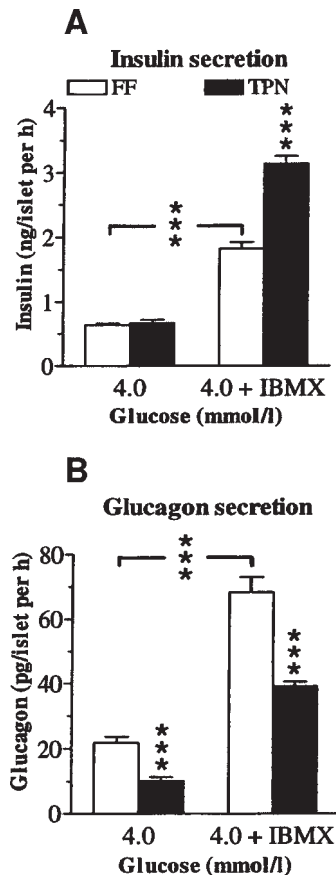 A
Insulin secretion
FF TPN
Insulin (ng/islet per h)
4
3
2
1
0
***
***
4.0 4.0 + IBMX
Glucose (mmol/l)
B
Glucagon secretion
Glucagon (pg/islet per h)
80
60
40
20
0
***
***
***
4.0 4.0 + IBMX
Glucose (mmol/l)